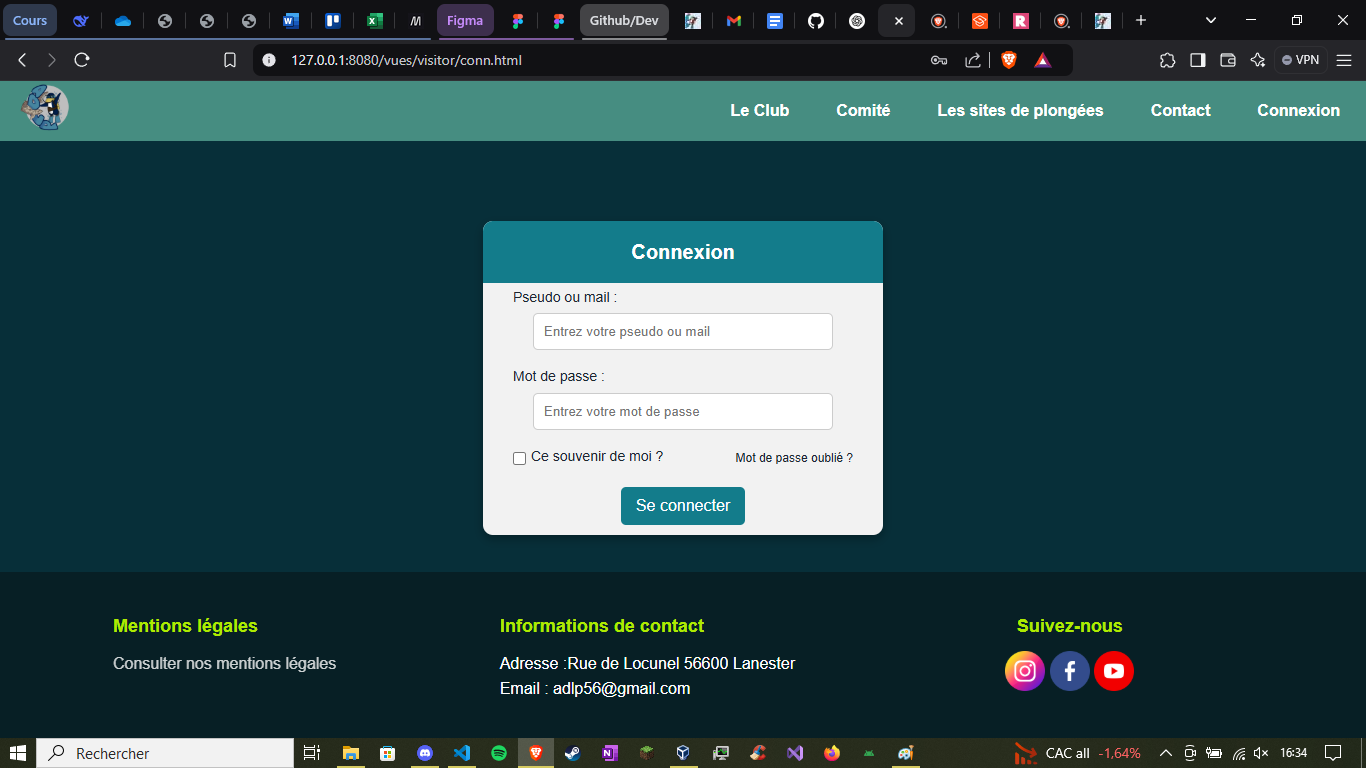 Cours
Figma
Github/Dev
127.0.0.1:8080/vues/visitor/conn.html
VPN
Le Club
Comité
Les sites de plongées
Contact
Connexion
Connexion
Pseudo ou mail :
Entrez votre pseudo ou mail
Mot de passe :
Entrez votre mot de passe
Ce souvenir de moi ?
Mot de passe oublié ?
Se connecter
Mentions légales
Informations de contact
Suivez-nous
Consulter nos mentions légales
Adresse :Rue de Locunel 56600 Lanester
Email : adlp56@gmail.com
Rechercher
CAC all -1,64%
16:34